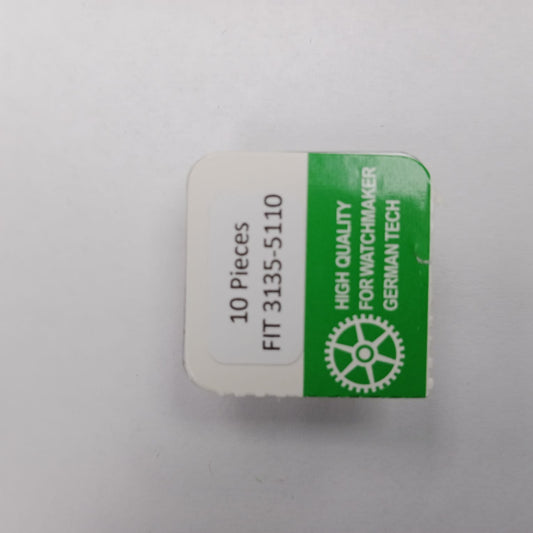 10 Pieces
FIT 3135-5110
HIGH QUALITY
FOR WATCHMAKER
GERMAN TECH